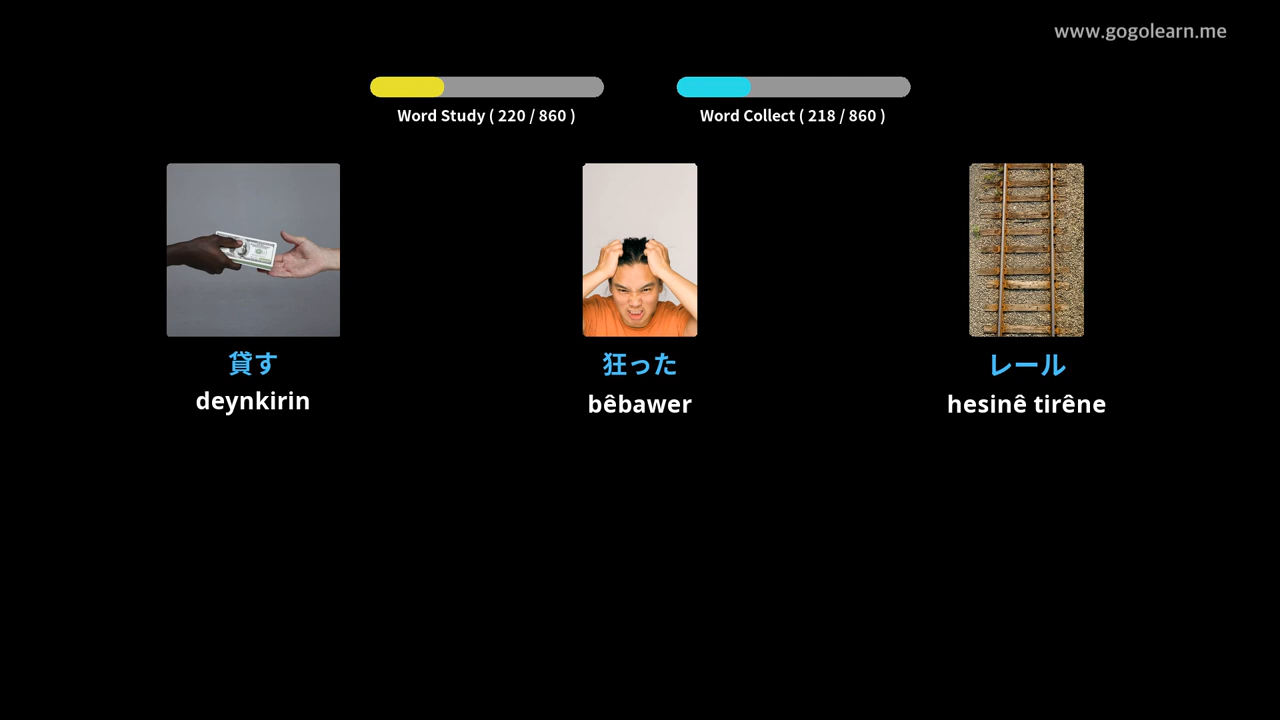 www.gogolearn.me
Word Study ( 220 / 860 )
Word Collect ( 218 / 860 )
貸す
狂った
レール
deynkirin
bêbawer
hesinê tirêne